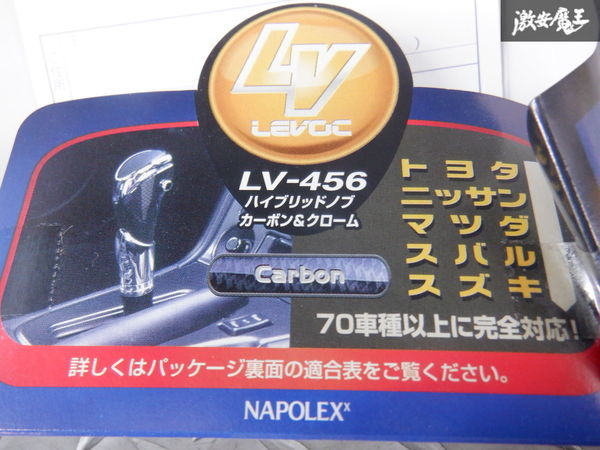 激安魔王
LV
LEVOC
LV-456
ハイブリッドノブ
カーボン&クローム
Carbon
トヨタ
ニッサン
マツダ
スバル
スズキ
70車種以上に完全対応!
詳しくはパッケージ裏面の適合表をご覧ください。
NAPOLEX